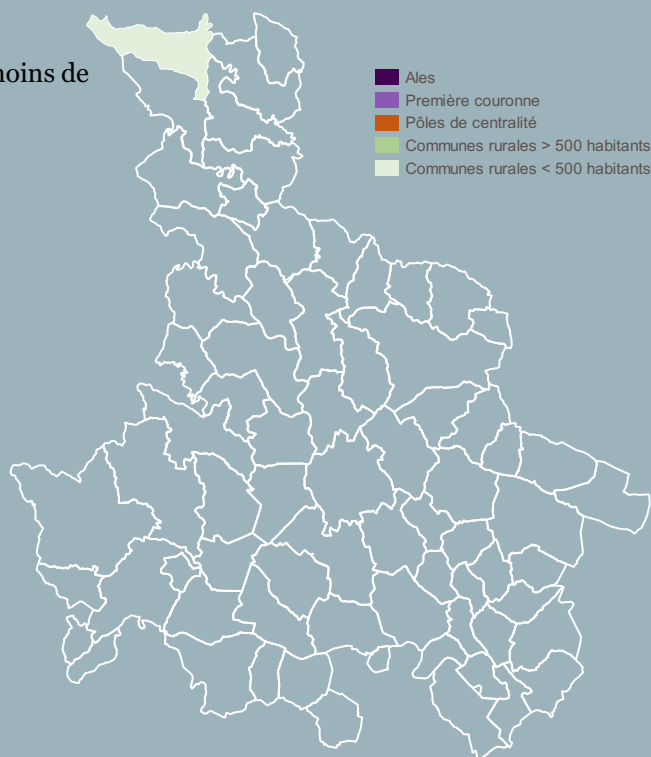 moins de
Ales
Première couronne
Pôles de centralité
Communes rurales > 500 habitants
Communes rurales < 500 habitants